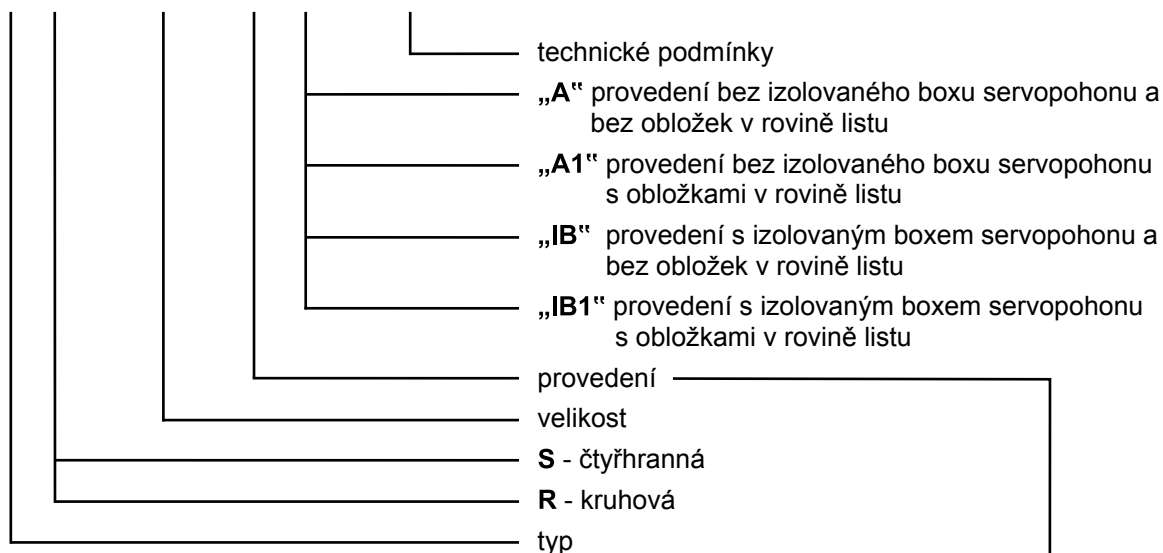 technické podmínky
„A“ provedení bez izolovaného boxu servopohonu a
bez obložek v rovině listu
„A1“ provedení bez izolovaného boxu servopohonu
s obložkami v rovině listu
„IB“ provedení s izolovaným boxem servopohonu a
bez obložek v rovině listu
„IB1“ provedení s izolovaným boxem servopohonu
s obložkami v rovině listu
provedení
velikost
S - čtyřhranná
R - kruhová
typ